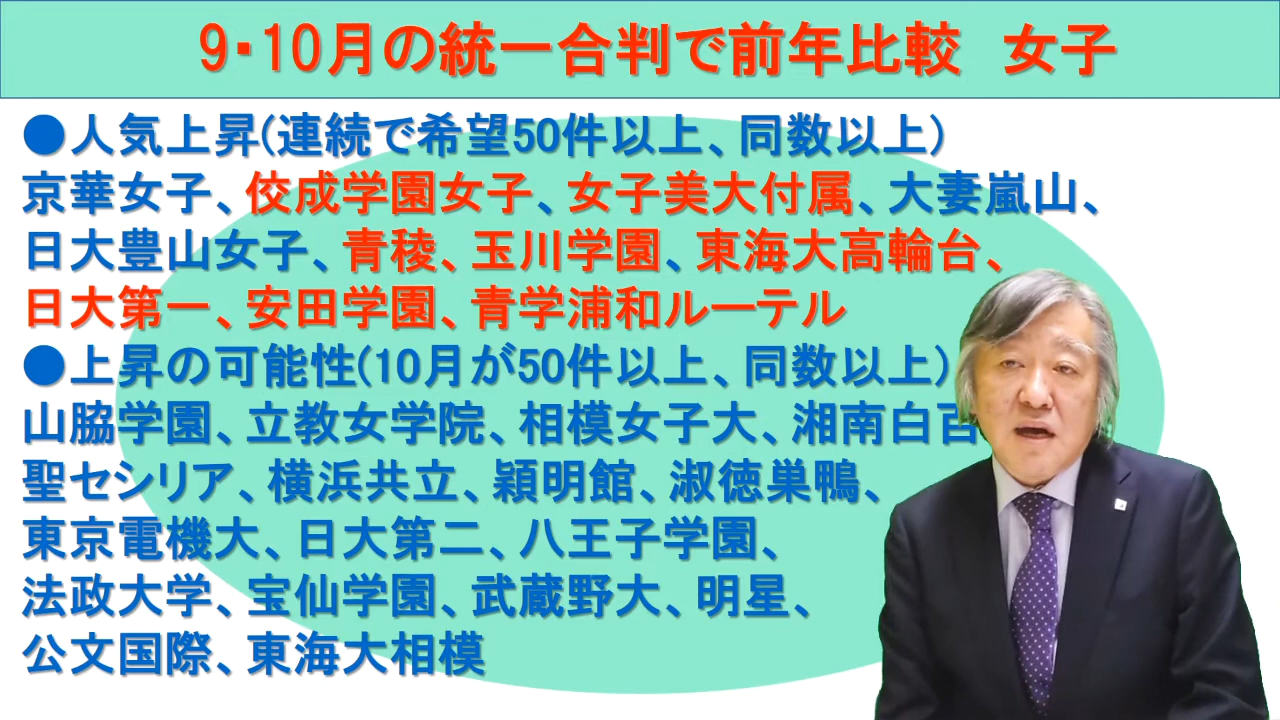 9・10月の統一合判で前年比較　女子
●人気上昇(連続で希望50件以上、同数以上)
京華女子、佼成学園女子、女子美大付属、大妻嵐山、
日大豊山女子、青稜、玉川学園、東海大高輪台、
日大第一、安田学園、青学浦和ルーテル
●上昇の可能性(10月が50件以上、同数以上)
山脇学園、立教女学院、相模女子大、湘南白百
聖セシリア、横浜共立、穎明館、淑徳巣鴨、
東京電機大、日大第二、八王子学園、
法政大学、宝仙学園、武蔵野大、明星、
公文国際、東海大相模